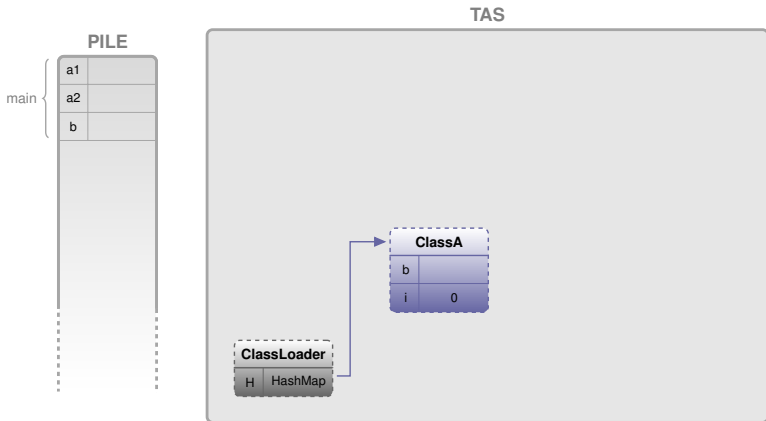 TAS
PILE
main
a1
a2
b
ClassA
b
i 0
ClassLoader
H HashMap